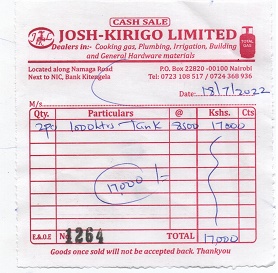 CASH SALE
JOSH-KIRIGO LIMITED
TOTAL GAS
Dealers in:- Cooking gas, Plumbing, Irrigation, Building
and General Hardware materials
Located along Namaga Road
Next to NIC, Bank Kitengela
P.O. Box 22820 -00100 Nairobi
Tel: 0723 108 517 / 0724 368 936
Date: 18/7/2022
M/s
Qty. Particulars @ Kshs. Cts
2pc 1000ltrs Tank 8500 17000
17000 /-
E.&O.E No. 1264 TOTAL 17000
Goods once sold will not be accepted back. Thankyou